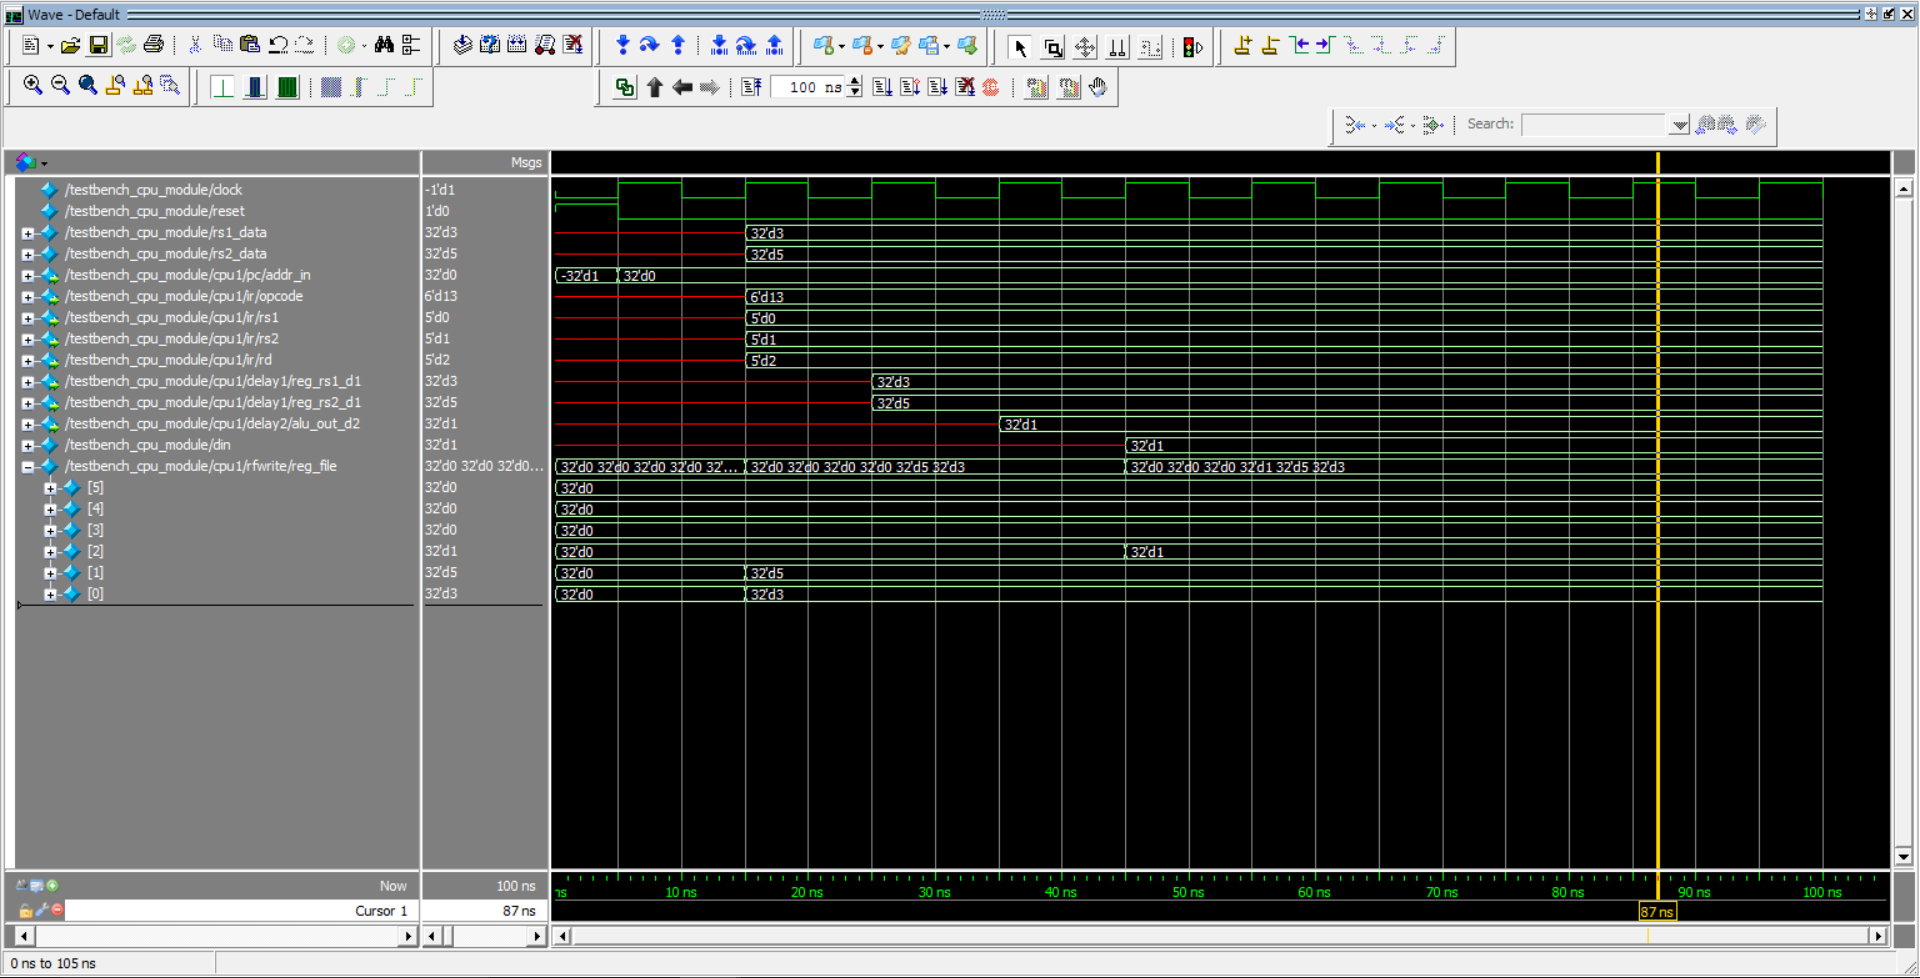 Wave - Default
100 ns
Search:
Msgs
/testbench_cpu_module/clock -1'd1
/testbench_cpu_module/reset 1'd0
/testbench_cpu_module/rs1_data 32'd3 32'd3
/testbench_cpu_module/rs2_data 32'd5 32'd5
/testbench_cpu_module/cpu1/pc/addr_in 32'd0 -32'd1 32'd0
/testbench_cpu_module/cpu1/ir/opcode 6'd13 6'd13
/testbench_cpu_module/cpu1/ir/rs1 5'd0 5'd0
/testbench_cpu_module/cpu1/ir/rs2 5'd1 5'd1
/testbench_cpu_module/cpu1/ir/rd 5'd2 5'd2
/testbench_cpu_module/cpu1/delay1/reg_rs1_d1 32'd3 32'd3
/testbench_cpu_module/cpu1/delay1/reg_rs2_d1 32'd5 32'd5
/testbench_cpu_module/cpu1/delay2/alu_out_d2 32'd1 32'd1
/testbench_cpu_module/din 32'd1 32'd1
/testbench_cpu_module/cpu1/rfwrite/reg_file 32'd0 32'd0 32'd0... 32'd0 32'd0 32'd0 32'd0 32'... 32'd0 32'd0 32'd0 32'd0 32'd5 32'd3 32'd0 32'd0 32'd0 32'd1 32'd5 32'd3
[5] 32'd0 32'd0
[4] 32'd0 32'd0
[3] 32'd0 32'd0
[2] 32'd1 32'd0 32'd1
[1] 32'd5 32'd0 32'd5
[0] 32'd3 32'd0 32'd3
Now 100 ns ns 10 ns 20 ns 30 ns 40 ns 50 ns 60 ns 70 ns 80 ns 90 ns 100 ns
Cursor 1 87 ns 87 ns
0 ns to 105 ns